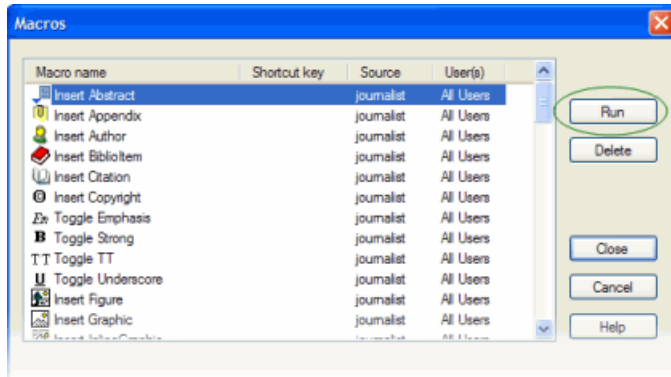 Macros
Macro name Shortcut key Source User(s)
Insert Abstract journalist All Users
Insert Appendix journalist All Users
Insert Author journalist All Users
Insert BiblioItem journalist All Users
Insert Citation journalist All Users
Insert Copyright journalist All Users
Toggle Emphasis journalist All Users
Toggle Strong journalist All Users
TT Toggle TT journalist All Users
Toggle Underscore journalist All Users
Insert Figure journalist All Users
Insert Graphic journalist All Users
Run
Delete
Close
Cancel
Help